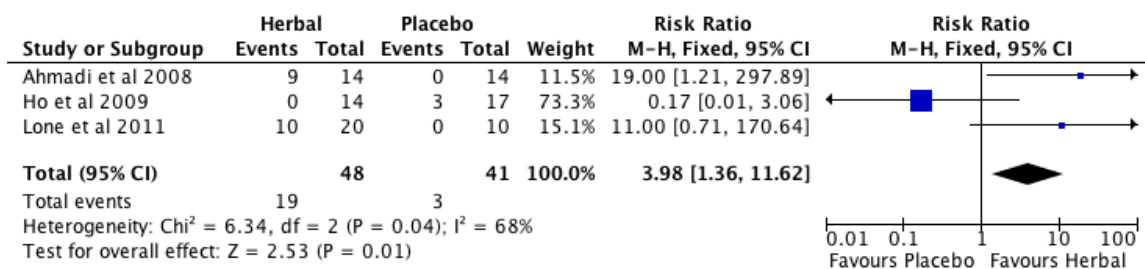 Herbal Placebo Risk Ratio Risk Ratio
Study or Subgroup Events Total Events Total Weight M-H, Fixed, 95% CI M-H, Fixed, 95% CI
Ahmadi et al 2008 9 14 0 14 11.5% 19.00 [1.21, 297.89]
Ho et al 2009 0 14 3 17 73.3% 0.17 [0.01, 3.06]
Lone et al 2011 10 20 0 10 15.1% 11.00 [0.71, 170.64]
Total (95% CI) 48 41 100.0% 3.98 [1.36, 11.62]
Total events 19 3
Heterogeneity: Chi² = 6.34, df = 2 (P = 0.04); I² = 68%
Test for overall effect: Z = 2.53 (P = 0.01)
0.01 0.1 1 10 100
Favours Placebo Favours Herbal